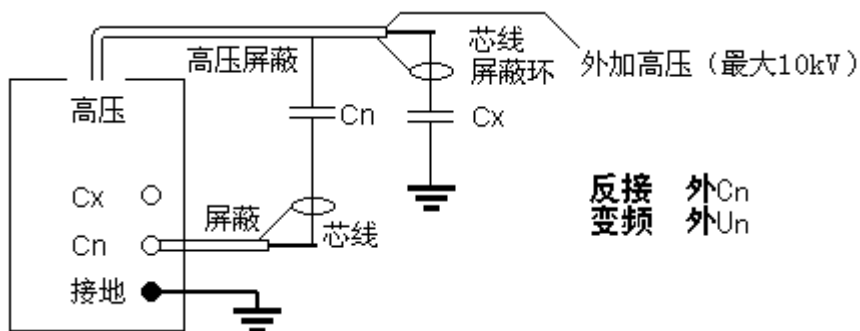 高压屏蔽
芯线
屏蔽环
外加高压（最大10kV）
高压
Cn
Cx
Cx
屏蔽
Cn
芯线
接地
反接 外Cn
变频 外Un